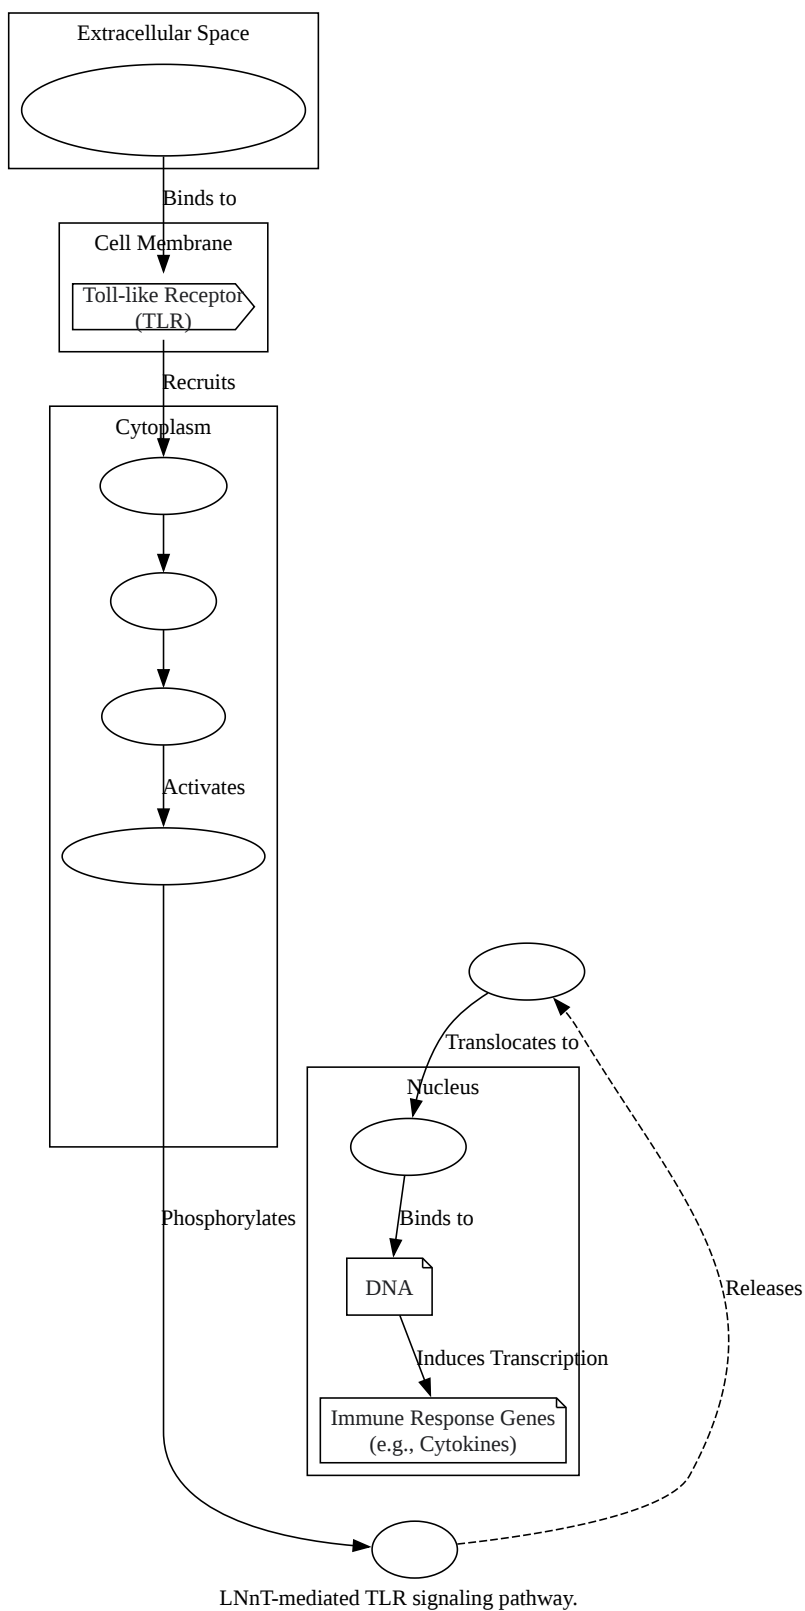 Extracellular Space
Binds to
Cell Membrane
Toll-like Receptor
(TLR)
Recruits
Cytoplasm
Activates
Translocates to
Nucleus
Phosphorylates
Binds to
DNA
Releases
Induces Transcription
Immune Response Genes
(e.g., Cytokines)
LNnT-mediated TLR signaling pathway.